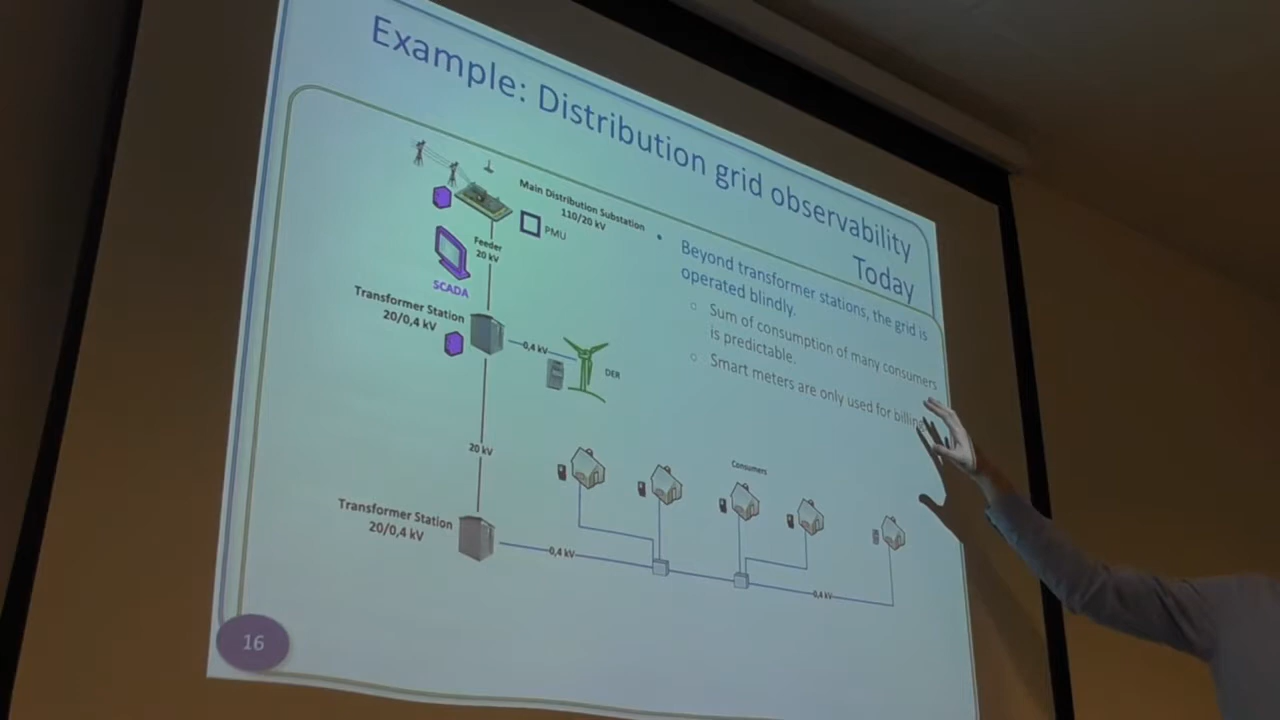 Example: Distribution grid observability
Today
Main Distribution Substation
110/20 kV
PMU
Feeder
20 kV
SCADA
Transformer Station
20/0,4 kV
0,4 kV
DER
20 kV
Transformer Station
20/0,4 kV
0,4 kV
Consumers
0,4 kV
• Beyond transformer stations, the grid is
operated blindly.
○ Sum of consumption of many consumers
is predictable.
○ Smart meters are only used for billing
16